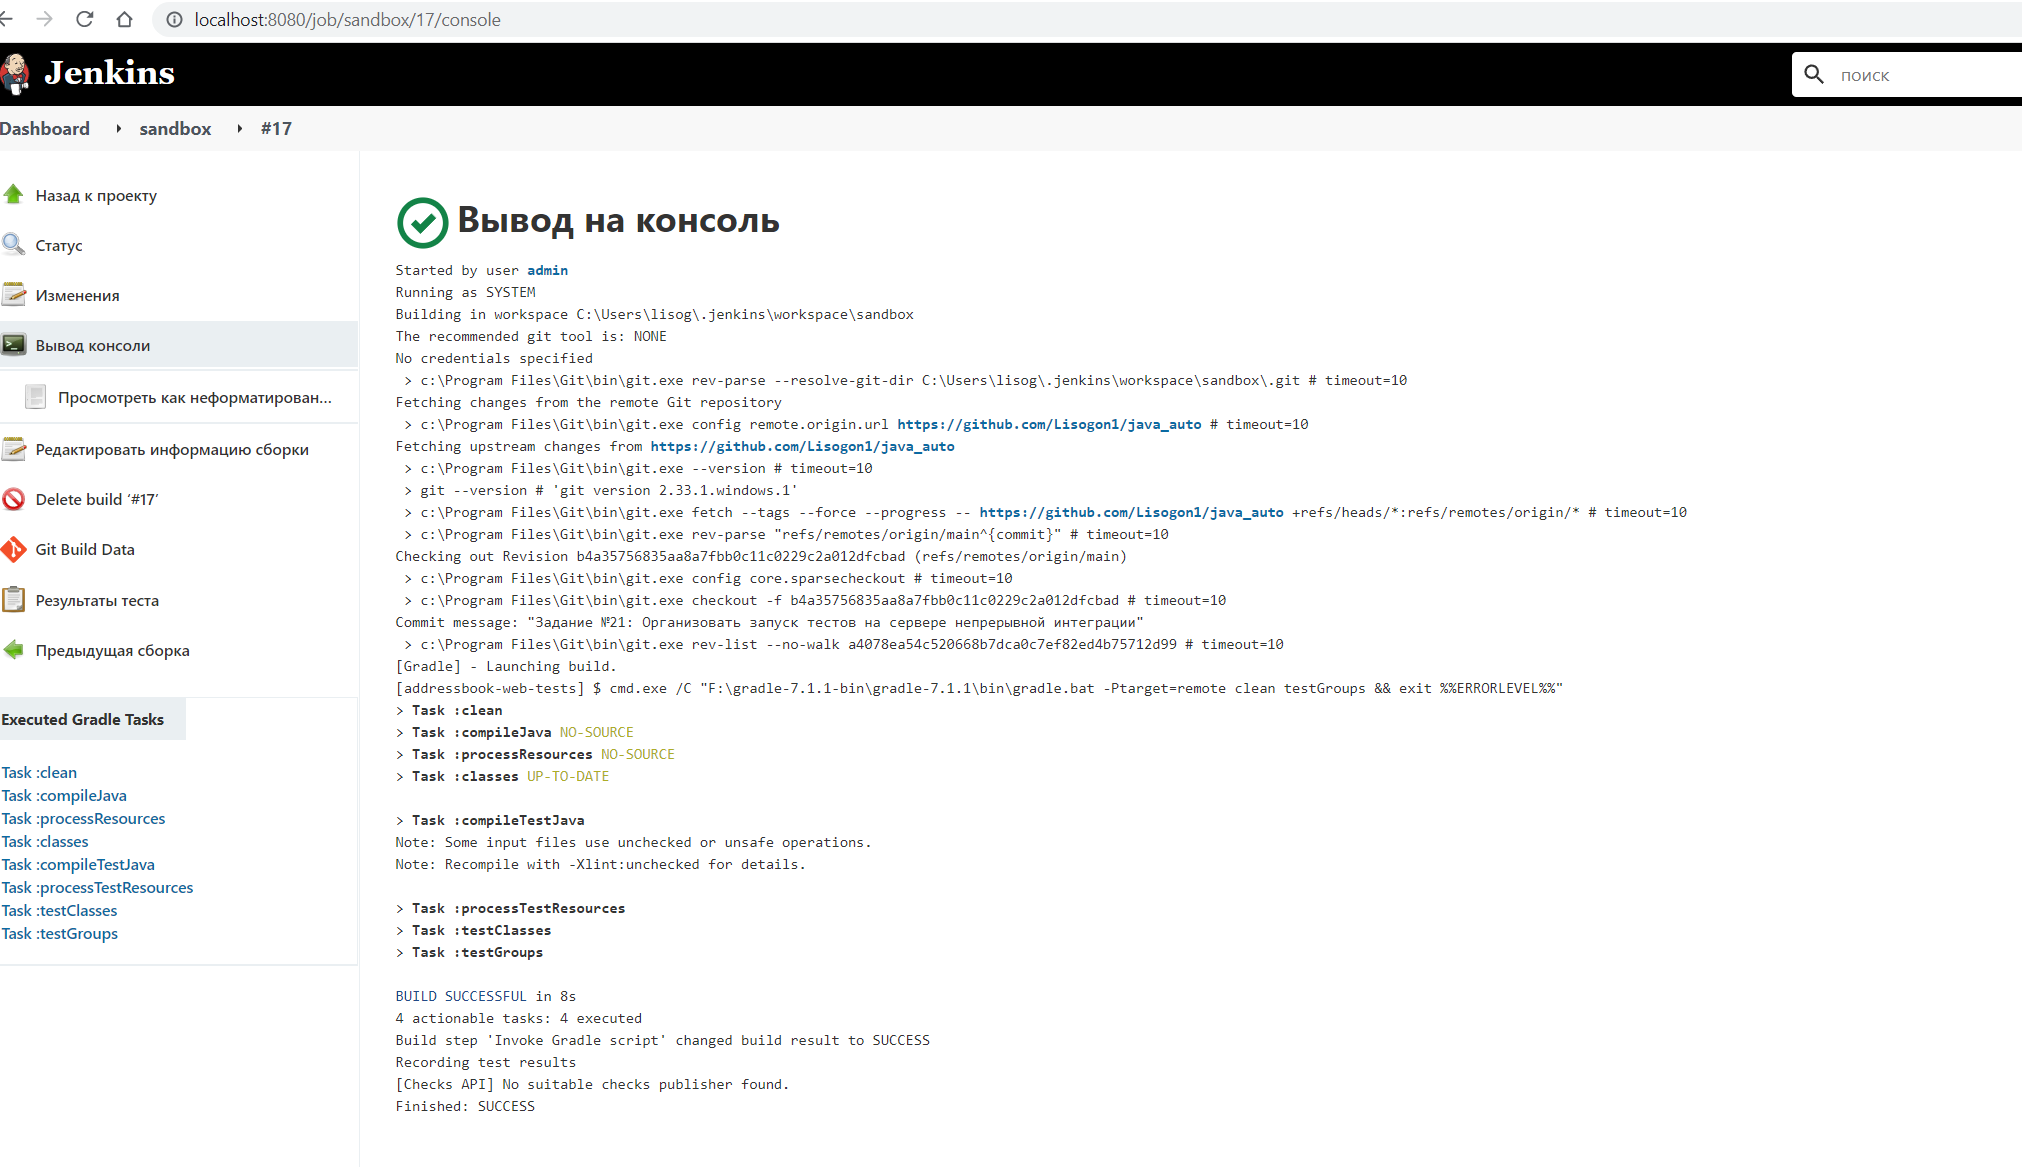 localhost:8080/job/sandbox/17/console
Jenkins
поиск
Dashboard
sandbox
#17
Назад к проекту
Статус
Изменения
Вывод консоли
Просмотреть как неформатирован...
Редактировать информацию сборки
Delete build ‘#17’
Git Build Data
Результаты теста
Предыдущая сборка
Executed Gradle Tasks
Task :clean
Task :compileJava
Task :processResources
Task :classes
Task :compileTestJava
Task :processTestResources
Task :testClasses
Task :testGroups
Вывод на консоль
Started by user admin
Running as SYSTEM
Building in workspace C:\Users\lisog\.jenkins\workspace\sandbox
The recommended git tool is: NONE
No credentials specified
> c:\Program Files\Git\bin\git.exe rev-parse --resolve-git-dir C:\Users\lisog\.jenkins\workspace\sandbox\.git # timeout=10
Fetching changes from the remote Git repository
> c:\Program Files\Git\bin\git.exe config remote.origin.url https://github.com/Lisogon1/java_auto # timeout=10
Fetching upstream changes from https://github.com/Lisogon1/java_auto
> c:\Program Files\Git\bin\git.exe --version # timeout=10
> git --version # 'git version 2.33.1.windows.1'
> c:\Program Files\Git\bin\git.exe fetch --tags --force --progress -- https://github.com/Lisogon1/java_auto +refs/heads/*:refs/remotes/origin/* # timeout=10
> c:\Program Files\Git\bin\git.exe rev-parse "refs/remotes/origin/main^{commit}" # timeout=10
Checking out Revision b4a35756835aa8a7fbb0c11c0229c2a012dfcbad (refs/remotes/origin/main)
> c:\Program Files\Git\bin\git.exe config core.sparsecheckout # timeout=10
> c:\Program Files\Git\bin\git.exe checkout -f b4a35756835aa8a7fbb0c11c0229c2a012dfcbad # timeout=10
Commit message: "Задание №21: Организовать запуск тестов на сервере непрерывной интеграции"
> c:\Program Files\Git\bin\git.exe rev-list --no-walk a4078ea54c520668b7dca0c7ef82ed4b75712d99 # timeout=10
[Gradle] - Launching build.
[addressbook-web-tests] $ cmd.exe /C "F:\gradle-7.1.1-bin\gradle-7.1.1\bin\gradle.bat -Ptarget=remote clean testGroups && exit %%ERRORLEVEL%%"
> Task :clean
> Task :compileJava NO-SOURCE
> Task :processResources NO-SOURCE
> Task :classes UP-TO-DATE
> Task :compileTestJava
Note: Some input files use unchecked or unsafe operations.
Note: Recompile with -Xlint:unchecked for details.
> Task :processTestResources
> Task :testClasses
> Task :testGroups
BUILD SUCCESSFUL in 8s
4 actionable tasks: 4 executed
Build step 'Invoke Gradle script' changed build result to SUCCESS
Recording test results
[Checks API] No suitable checks publisher found.
Finished: SUCCESS